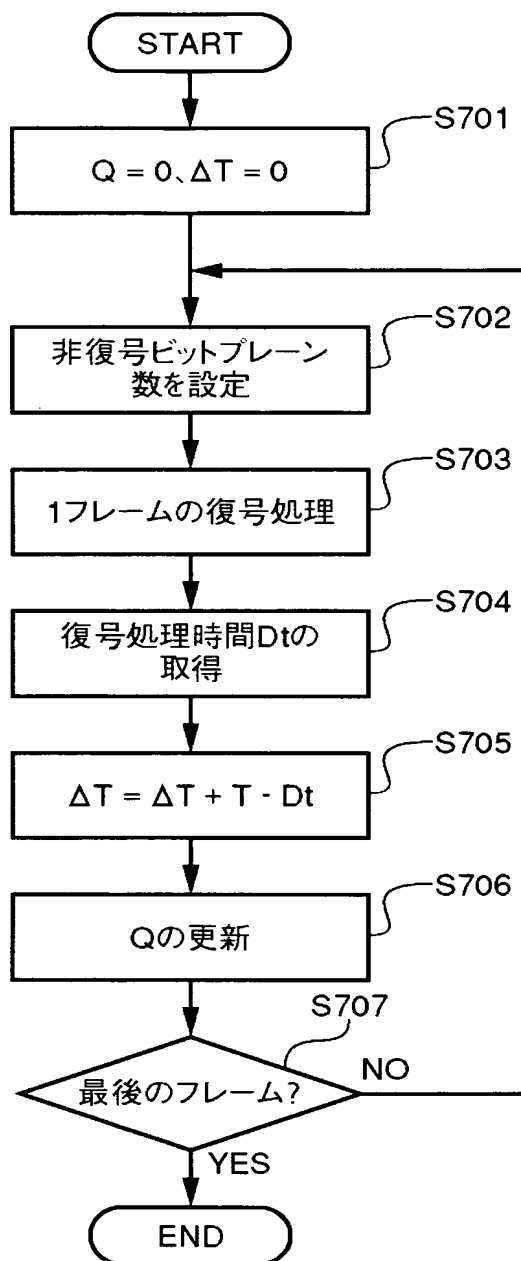 START
S701
Q = 0、ΔT = 0
S702
非復号ビットプレーン
数を設定
S703
1フレームの復号処理
S704
復号処理時間Dtの
取得
S705
ΔT = ΔT + T - Dt
S706
Qの更新
S707
最後のフレーム?
NO
YES
END